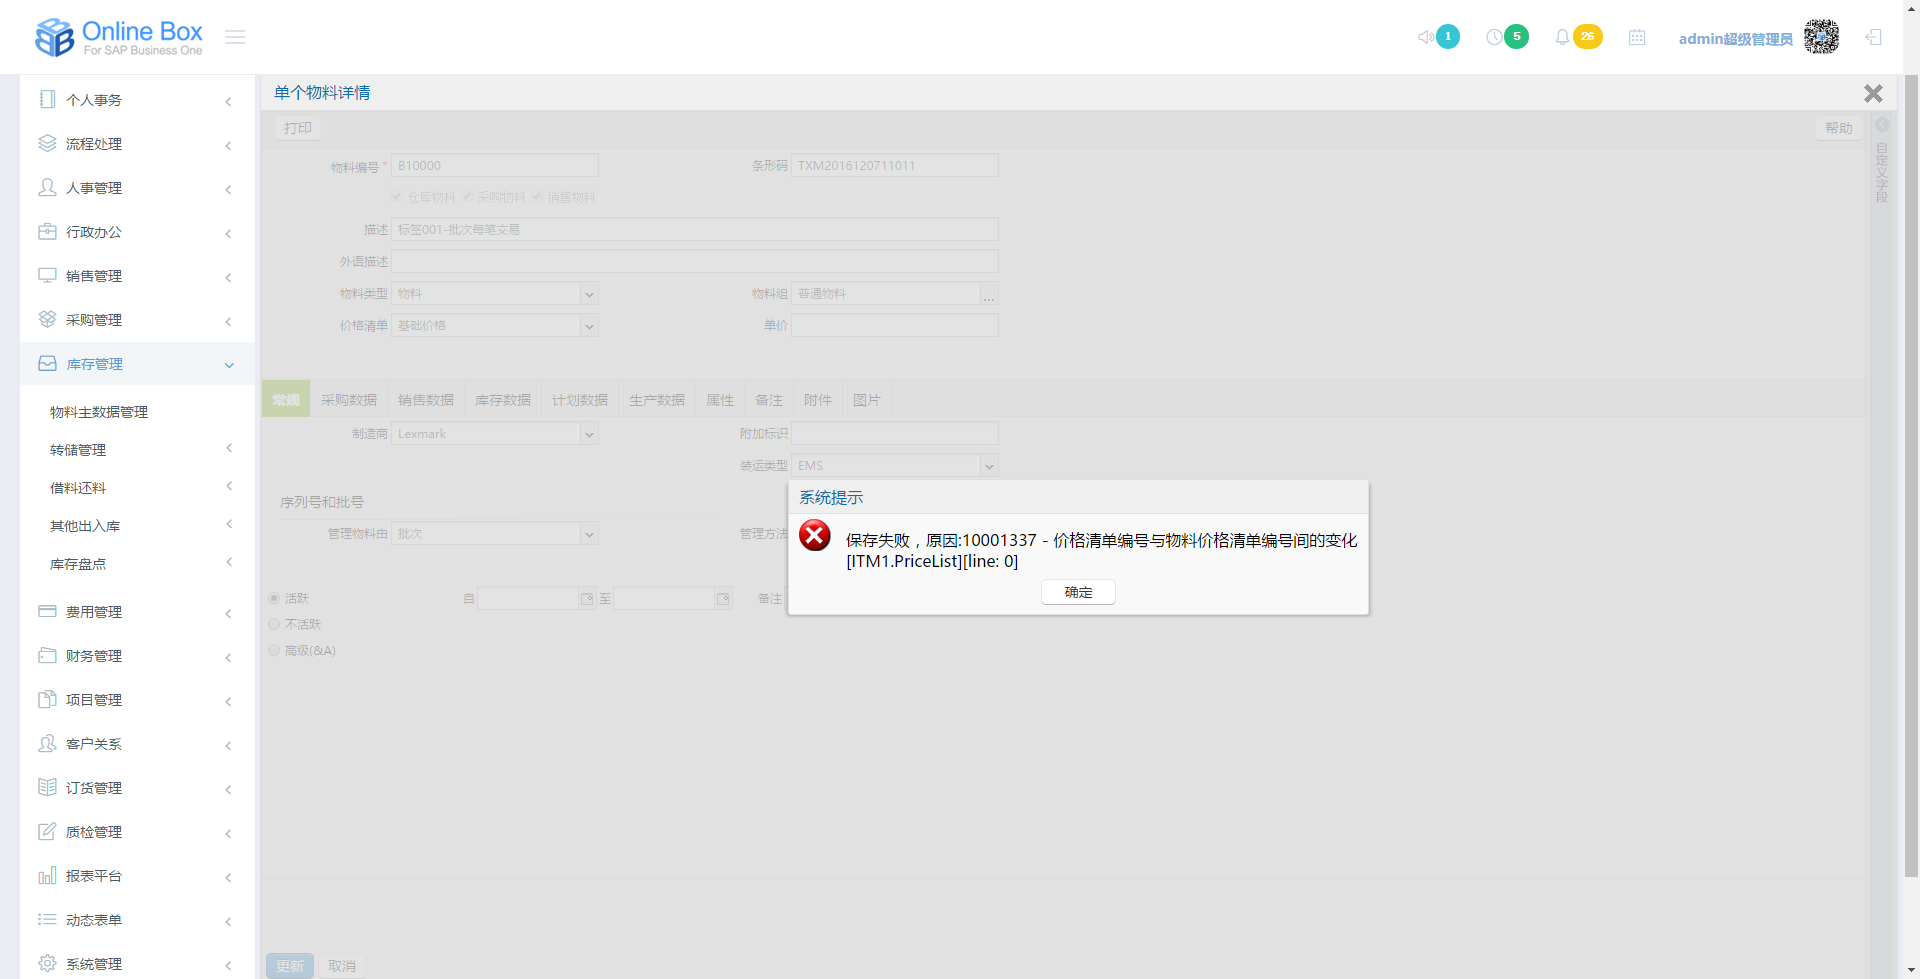 Online Box
For SAP Business One
1
5
26
admin超级管理员
个人事务
流程处理
人事管理
行政办公
销售管理
采购管理
库存管理
物料主数据管理
转储管理
借料还料
其他出入库
库存盘点
费用管理
财务管理
项目管理
客户关系
订货管理
质检管理
报表平台
动态表单
系统管理
单个物料详情
打印
帮助
自定义字段
物料编号 * B10000
条形码 TXM2016120711011
仓库物料 采购物料 销售物料
描述 标签001-批次每笔交易
外语描述
物料类型 物料
物料组 普通物料 ...
价格清单 基础价格
单价
常规 采购数据 销售数据 库存数据 计划数据 生产数据 属性 备注 附件 图片
制造商 Lexmark
附加标识
装运类型 EMS
序列号和批号
管理物料由 批次
管理方法
活跃 自 至 备注
不活跃
高级(&A)
系统提示
保存失败，原因:10001337 - 价格清单编号与物料价格清单编号间的变化
[ITM1.PriceList][line: 0]
确定
更新 取消